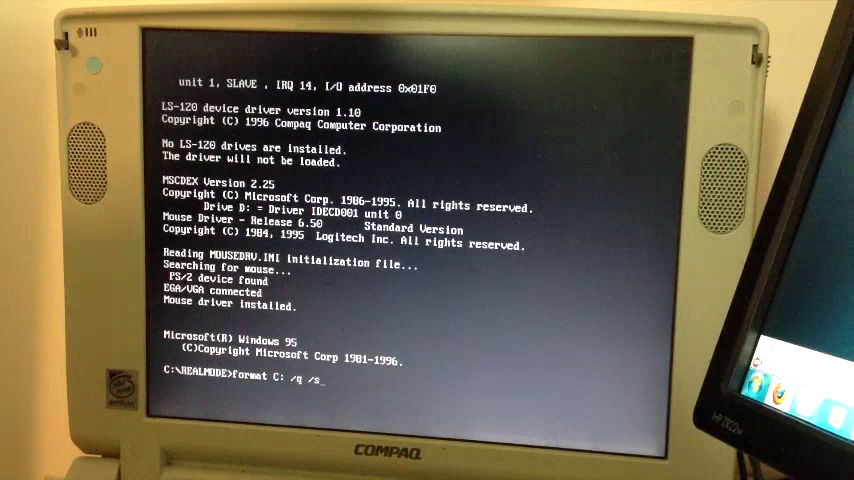 unit 1, SLAVE , IRQ 14, I/O address 0x01F0
LS-120 device driver version 1.10
Copyright (C) 1996 Compaq Computer Corporation
No LS-120 drives are installed.
The driver will not be loaded.
MSCDEX Version 2.25
Copyright (C) Microsoft Corp. 1986-1995. All rights reserved.
Drive D: = Driver IDECD001 unit 0
Mouse Driver - Release 6.50 Standard Version
Copyright (C) 1984, 1995 Logitech Inc. All rights reserved.
Reading MOUSEDRV.INI initialization file...
Searching for mouse...
PS/2 device found
EGA/VGA connected
Mouse driver installed.
Microsoft(R) Windows 95
(C)Copyright Microsoft Corp 1981-1996.
C:\REALMODE>format C: /q /s_
COMPAQ